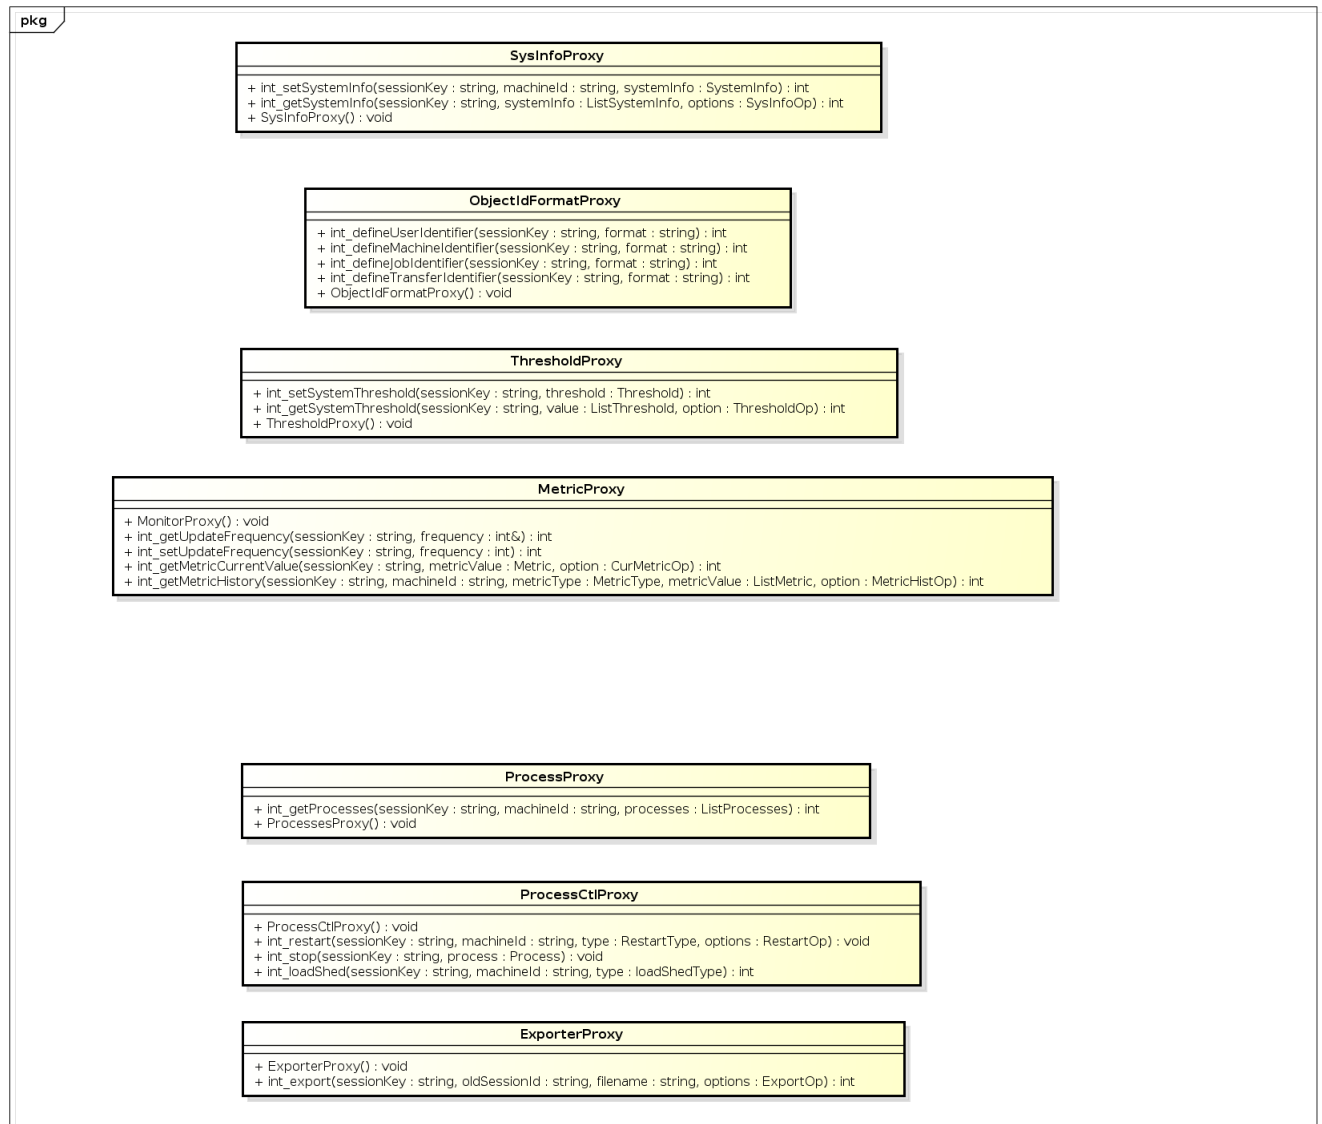 pkg
SysInfoProxy
+ int_setSystemInfo(sessionKey : string, machineId : string, systemInfo : SystemInfo) : int
+ int_getSystemInfo(sessionKey : string, systemInfo : ListSystemInfo, options : SysInfoOp) : int
+ SysInfoProxy() : void
ObjectIdFormatProxy
+ int_defineUserIdentifier(sessionKey : string, format : string) : int
+ int_defineMachineIdentifier(sessionKey : string, format : string) : int
+ int_defineJobIdentifier(sessionKey : string, format : string) : int
+ int_defineTransferIdentifier(sessionKey : string, format : string) : int
+ ObjectIdFormatProxy() : void
ThresholdProxy
+ int_setSystemThreshold(sessionKey : string, threshold : Threshold) : int
+ int_getSystemThreshold(sessionKey : string, value : ListThreshold, option : ThresholdOp) : int
+ ThresholdProxy() : void
MetricProxy
+ MonitorProxy() : void
+ int_getUpdateFrequency(sessionKey : string, frequency : int&) : int
+ int_setUpdateFrequency(sessionKey : string, frequency : int) : int
+ int_getMetricCurrentValue(sessionKey : string, metricValue : Metric, option : CurMetricOp) : int
+ int_getMetricHistory(sessionKey : string, machineId : string, metricType : MetricType, metricValue : ListMetric, option : MetricHistOp) : int
ProcessProxy
+ int_getProcesses(sessionKey : string, machineId : string, processes : ListProcesses) : int
+ ProcessesProxy() : void
ProcessCtlProxy
+ ProcessCtlProxy() : void
+ int_restart(sessionKey : string, machineId : string, type : RestartType, options : RestartOp) : void
+ int_stop(sessionKey : string, process : Process) : void
+ int_loadShed(sessionKey : string, machineId : string, type : loadShedType) : int
ExporterProxy
+ ExporterProxy() : void
+ int_export(sessionKey : string, oldSessionId : string, filename : string, options : ExportOp) : int